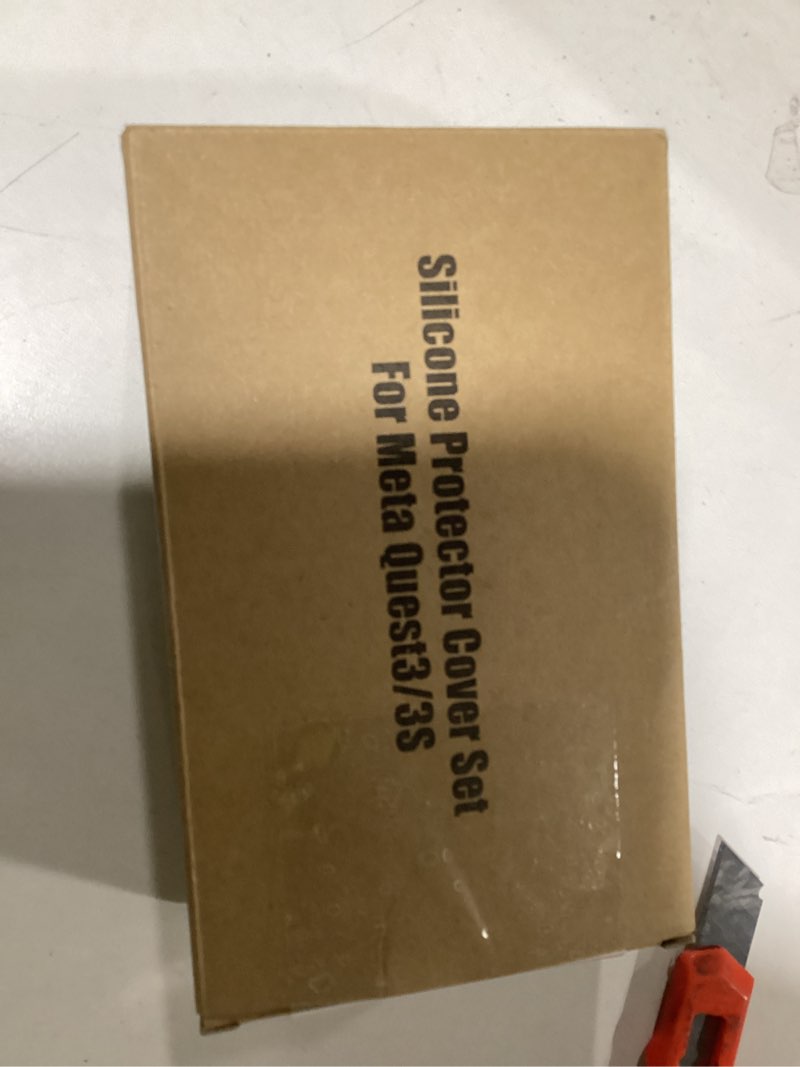 Silicone Protector Cover Set
For Meta Quest3/3S